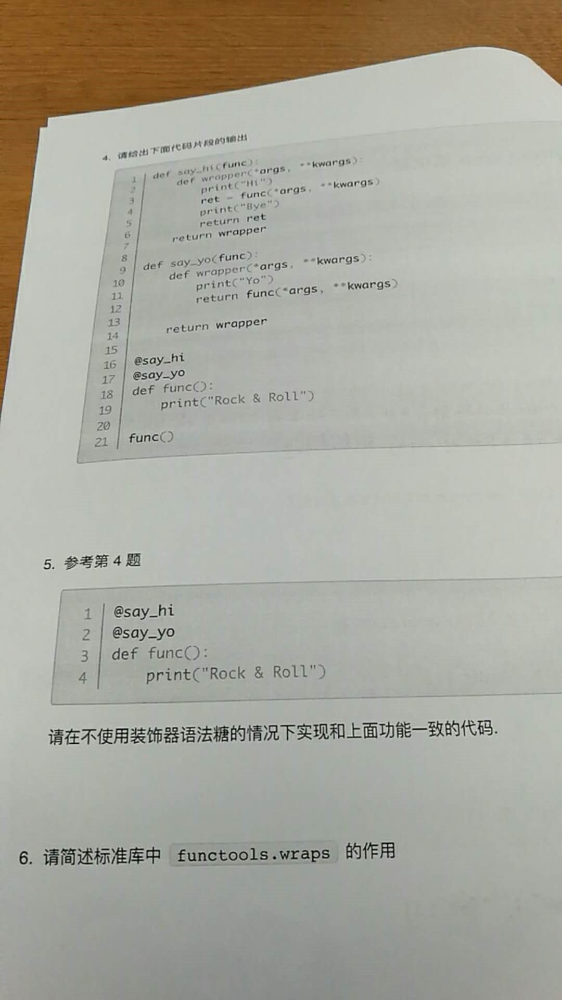 4. 请给出下面代码片段的输出
1 def say_hi(func):
2 def wrapper(*args, **kwargs):
3 print("Hi")
4 ret = func(*args, **kwargs)
5 print("Bye")
6 return ret
7 return wrapper
8
9 def say_yo(func):
10 def wrapper(*args, **kwargs):
11 print("Yo")
12 return func(*args, **kwargs)
13
14 return wrapper
15
16 @say_hi
17 @say_yo
18 def func():
19 print("Rock & Roll")
20
21 func()
5. 参考第 4 题
1 @say_hi
2 @say_yo
3 def func():
4 print("Rock & Roll")
请在不使用装饰器语法糖的情况下实现和上面功能一致的代码.
6. 请简述标准库中 functools.wraps 的作用